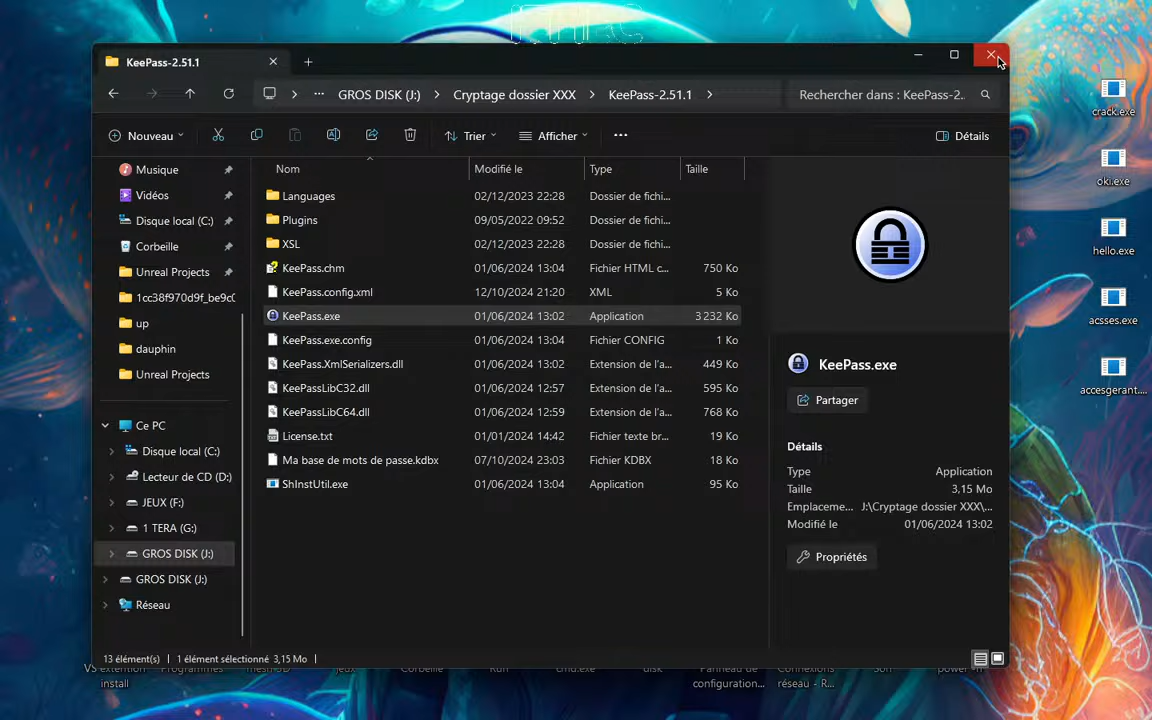 KeePass-2.51.1
GROS DISK (J:) Cryptage dossier XXX KeePass-2.51.1 Rechercher dans : KeePass-2..
Nouveau Trier Afficher ... Détails
Nom Modifié le Type Taille
Musique
Vidéos
Disque local (C:)
Corbeille
Unreal Projects
1cc38f970d9f_be9c(
up
dauphin
Unreal Projects
Ce PC
Disque local (C:)
Lecteur de CD (D:)
JEUX (F:)
1 TERA (G:)
GROS DISK (J:)
GROS DISK (J:)
Réseau
Languages 02/12/2023 22:28 Dossier de fichi...
Plugins 09/05/2022 09:52 Dossier de fichi...
XSL 02/12/2023 22:28 Dossier de fichi...
KeePass.chm 01/06/2024 13:04 Fichier HTML c... 750 Ko
KeePass.config.xml 12/10/2024 21:20 XML 5 Ko
KeePass.exe 01/06/2024 13:02 Application 3 232 Ko
KeePass.exe.config 01/06/2024 13:04 Fichier CONFIG 1 Ko
KeePass.XmlSerializers.dll 01/06/2024 13:02 Extension de l'a... 449 Ko
KeePassLibC32.dll 01/06/2024 12:57 Extension de l'a... 595 Ko
KeePassLibC64.dll 01/06/2024 12:59 Extension de l'a... 768 Ko
License.txt 01/01/2024 14:42 Fichier texte br... 19 Ko
Ma base de mots de passe.kdbx 07/10/2024 23:03 Fichier KDBX 18 Ko
ShInstUtil.exe 01/06/2024 13:04 Application 95 Ko
KeePass.exe
Partager
Détails
Type Application
Taille 3,15 Mo
Emplaceme... J:\Cryptage dossier XXX\...
Modifié le 01/06/2024 13:02
Propriétés
13 élément(s) 1 élément sélectionné 3,15 Mo
crack.exe
oki.exe
hello.exe
acsses.exe
accesgerant....
install
Panneau de
configuration...
Connexions
réseau - R...